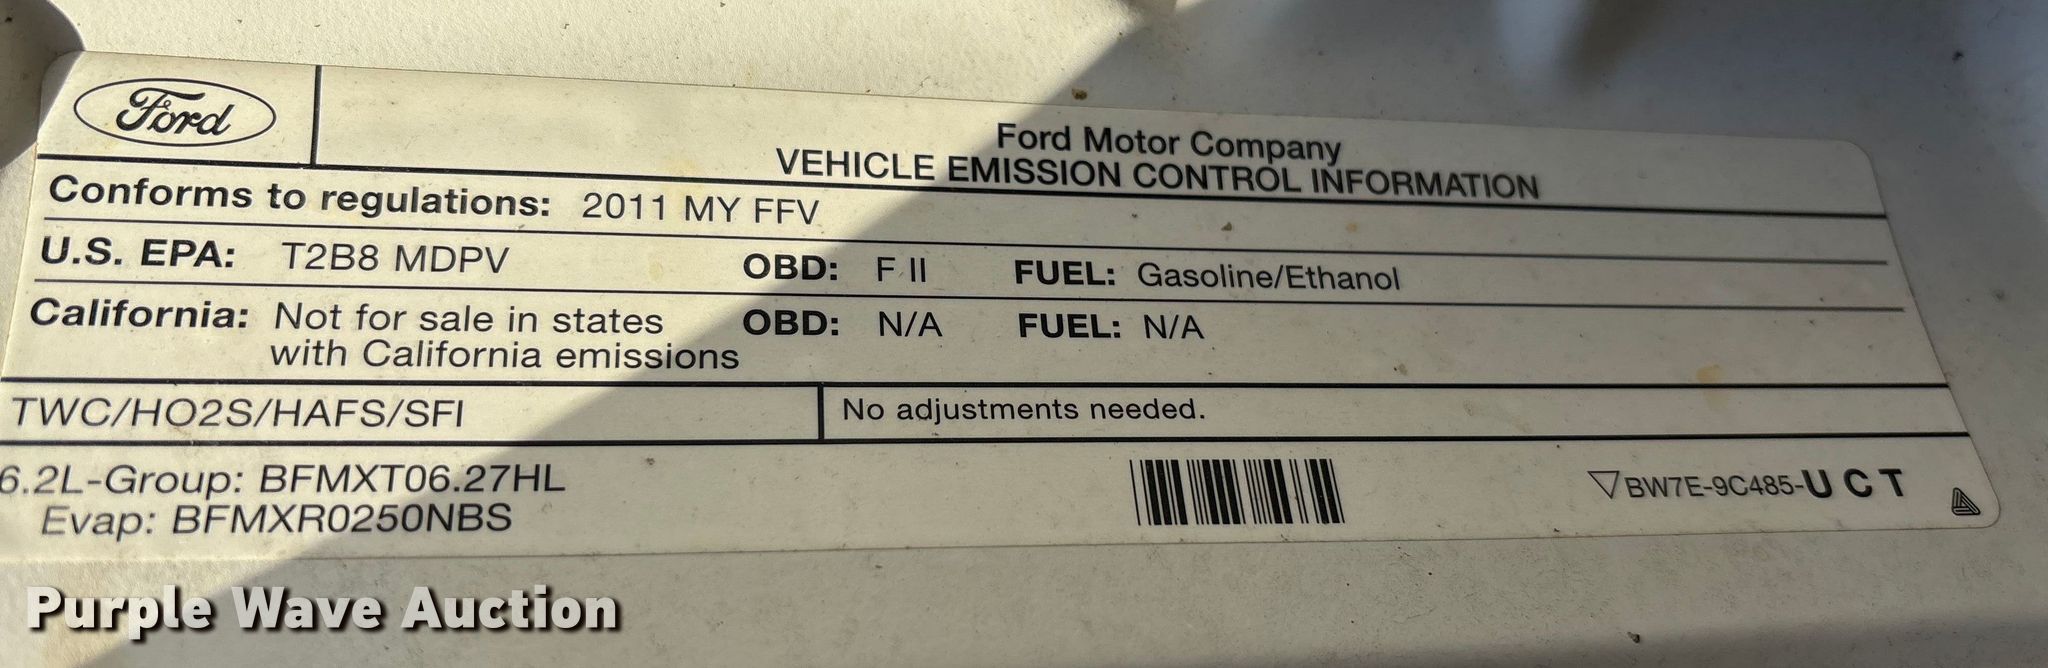 Ford
Ford Motor Company
VEHICLE EMISSION CONTROL INFORMATION
Conforms to regulations: 2011 MY FFV
U.S. EPA: T2B8 MDPV OBD: F II FUEL: Gasoline/Ethanol
California: Not for sale in states with California emissions OBD: N/A FUEL: N/A
TWC/HO2S/HAFS/SFI No adjustments needed.
6.2L-Group: BFMXT06.27HL
Evap: BFMXR0250NBS
BW7E-9C485-UCT
Purple Wave Auction